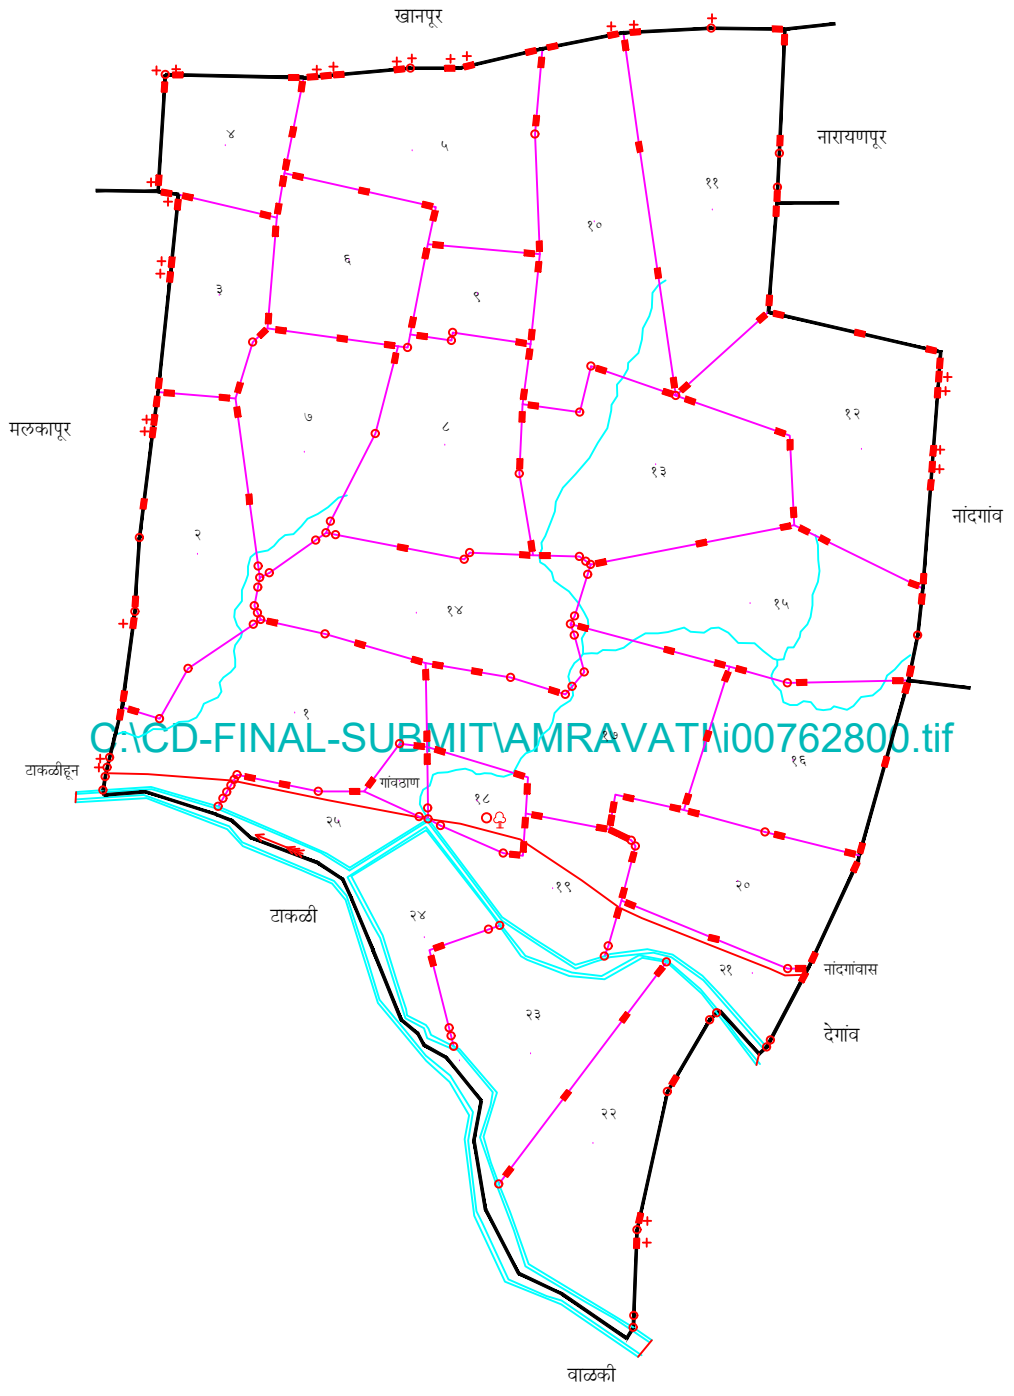 खानपूर
नारायणपूर
४
५
११
१०
६
३
९
१२
७
८
मलकापूर
१३
नांदगांव
२
१४
१५
१
१७
C:\CD-FINAL-SUBMIT\AMRAVATI\i00762800.tif
१६
टाकळीहून
गांवठाण
१८
२५
२०
१९
टाकळी
२४
२१
नांदगांवास
२३
देगांव
२२
वाळकी